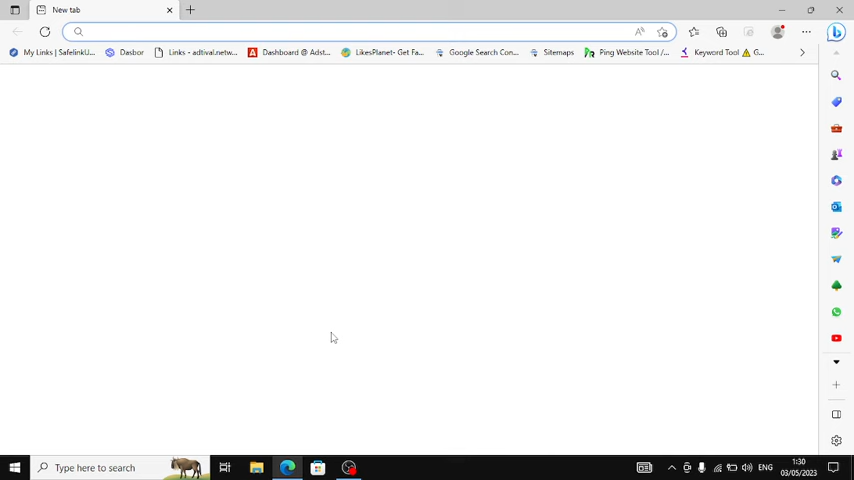 New tab
My Links | SafelinkU...
Dasbor
Links - adtival.netw...
Dashboard @ Adst...
LikesPlanet- Get Fa...
Google Search Con...
Sitemaps
Ping Website Tool /...
Keyword Tool ⚠ G...
Type here to search
ENG
1:30
03/05/2023